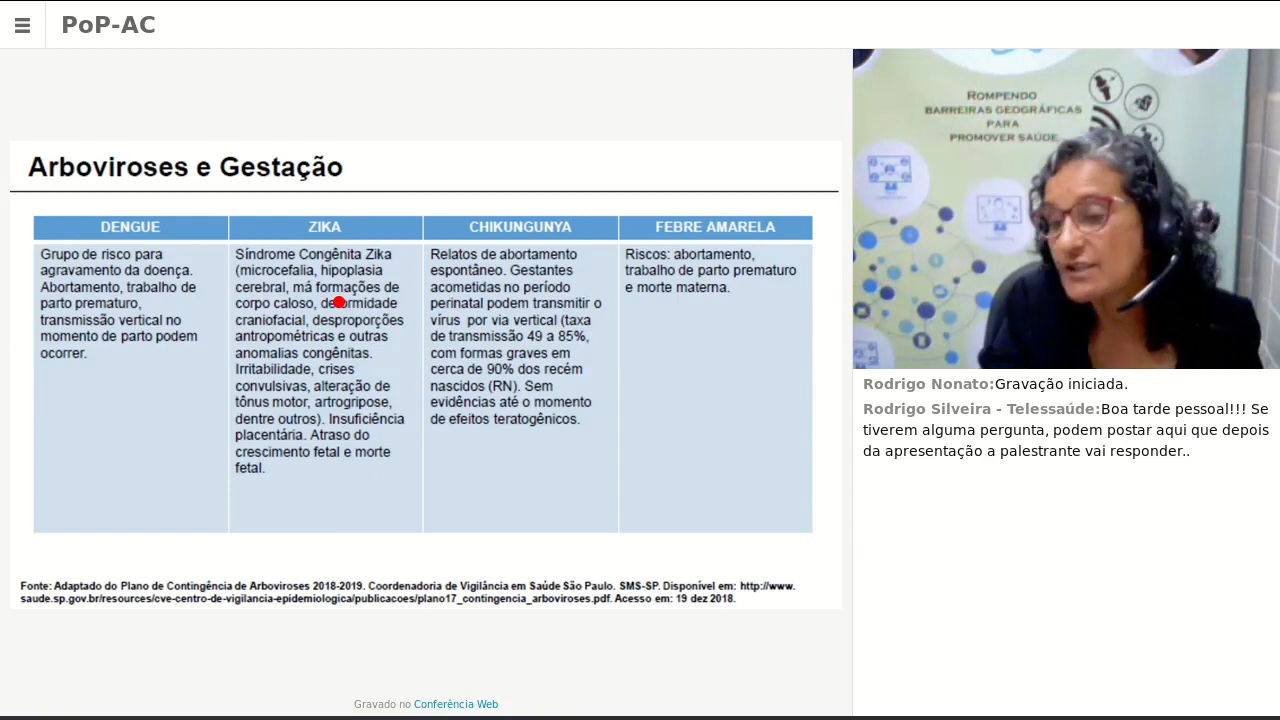 PoP-AC
Arboviroses e Gestação
DENGUE
Grupo de risco para
agravamento da doença.
Abortamento, trabalho de
parto prematuro,
transmissão vertical no
momento de parto podem
ocorrer.
ZIKA
Síndrome Congênita Zika
(microcefalia, hipoplasia
cerebral, má formações de
corpo caloso, deformidade
craniofacial, desproporções
antropométricas e outras
anomalias congênitas.
Irritabilidade, crises
convulsivas, alteração de
tônus motor, artrogripose,
dentre outros). Insuficiência
placentária. Atraso do
crescimento fetal e morte
fetal.
CHIKUNGUNYA
Relatos de abortamento
espontâneo. Gestantes
acometidas no período
perinatal podem transmitir o
vírus por via vertical (taxa
de transmissão 49 a 85%,
com formas graves em
cerca de 90% dos recém
nascidos (RN). Sem
evidências até o momento
de efeitos teratogênicos.
FEBRE AMARELA
Riscos: abortamento,
trabalho de parto prematuro
e morte materna.
Fonte: Adaptado do Plano de Contingência de Arboviroses 2018-2019. Coordenadoria de Vigilância em Saúde São Paulo. SMS-SP. Disponível em: http://www.
saude.sp.gov.br/resources/cve-centro-de-vigilancia-epidemiologica/publicacoes/plano17_contingencia_arboviroses.pdf. Acesso em: 19 dez 2018.
Gravado no Conferência Web
ROMPENDO
BARREIRAS GEOGRÁFICAS
PARA
PROMOVER SAÚDE
Rodrigo Nonato:Gravação iniciada.
Rodrigo Silveira - Telessaúde:Boa tarde pessoal!!! Se
tiverem alguma pergunta, podem postar aqui que depois
da apresentação a palestrante vai responder..